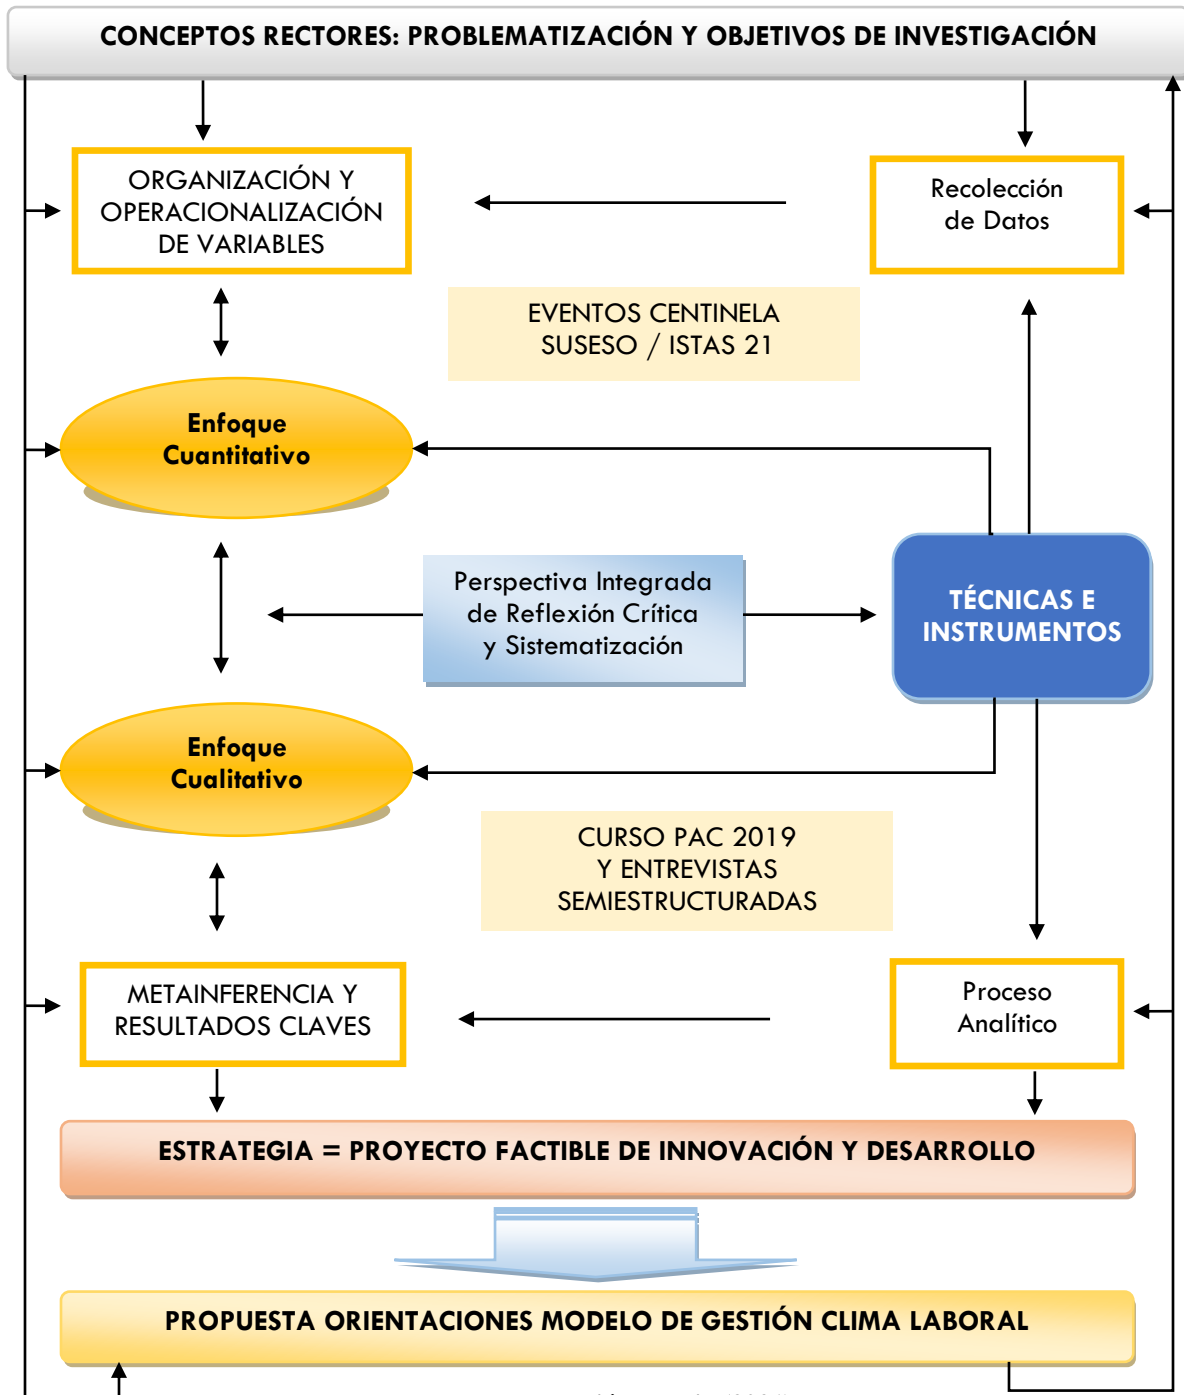 CONCEPTOS RECTORES: PROBLEMATIZACIÓN Y OBJETIVOS DE INVESTIGACIÓN
ORGANIZACIÓN Y
OPERACIONALIZACIÓN
DE VARIABLES
Recolección
de Datos
EVENTOS CENTINELA
SUSESO / ISTAS 21
Enfoque
Cuantitativo
Perspectiva Integrada
de Reflexión Crítica
y Sistematización
TÉCNICAS E
INSTRUMENTOS
Enfoque
Cualitativo
CURSO PAC 2019
Y ENTREVISTAS
SEMIESTRUCTURADAS
METAINFERENCIA Y
RESULTADOS CLAVES
Proceso
Analítico
ESTRATEGIA = PROYECTO FACTIBLE DE INNOVACIÓN Y DESARROLLO
PROPUESTA ORIENTACIONES MODELO DE GESTIÓN CLIMA LABORAL